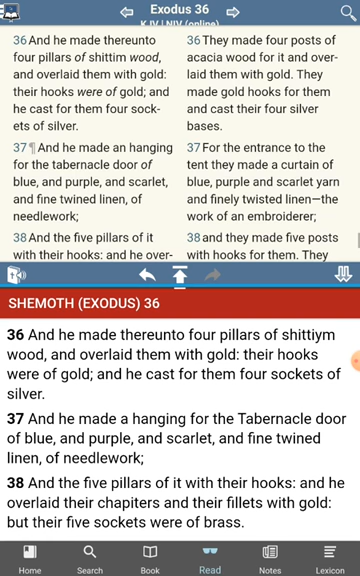 Exodus 36
KJV | NIV (online)
36 And he made thereunto
four pillars of shittim wood,
and overlaid them with gold:
their hooks were of gold; and
he cast for them four sock-
ets of silver.
37 ¶ And he made an hanging
for the tabernacle door of
blue, and purple, and scarlet,
and fine twined linen, of
needlework;
38 And the five pillars of it
with their hooks: and he over-
36 They made four posts of
acacia wood for it and over-
laid them with gold. They
made gold hooks for them
and cast their four silver
bases.
37 For the entrance to the
tent they made a curtain of
blue, purple and scarlet yarn
and finely twisted linen—the
work of an embroiderer;
38 and they made five posts
with hooks for them. They
SHEMOTH (EXODUS) 36
36 And he made thereunto four pillars of shittiym
wood, and overlaid them with gold: their hooks
were of gold; and he cast for them four sockets of
silver.
37 And he made a hanging for the Tabernacle door
of blue, and purple, and scarlet, and fine twined
linen, of needlework;
38 And the five pillars of it with their hooks: and he
overlaid their chapiters and their fillets with gold:
but their five sockets were of brass.
Home
Search
Book
Read
Notes
Lexicon